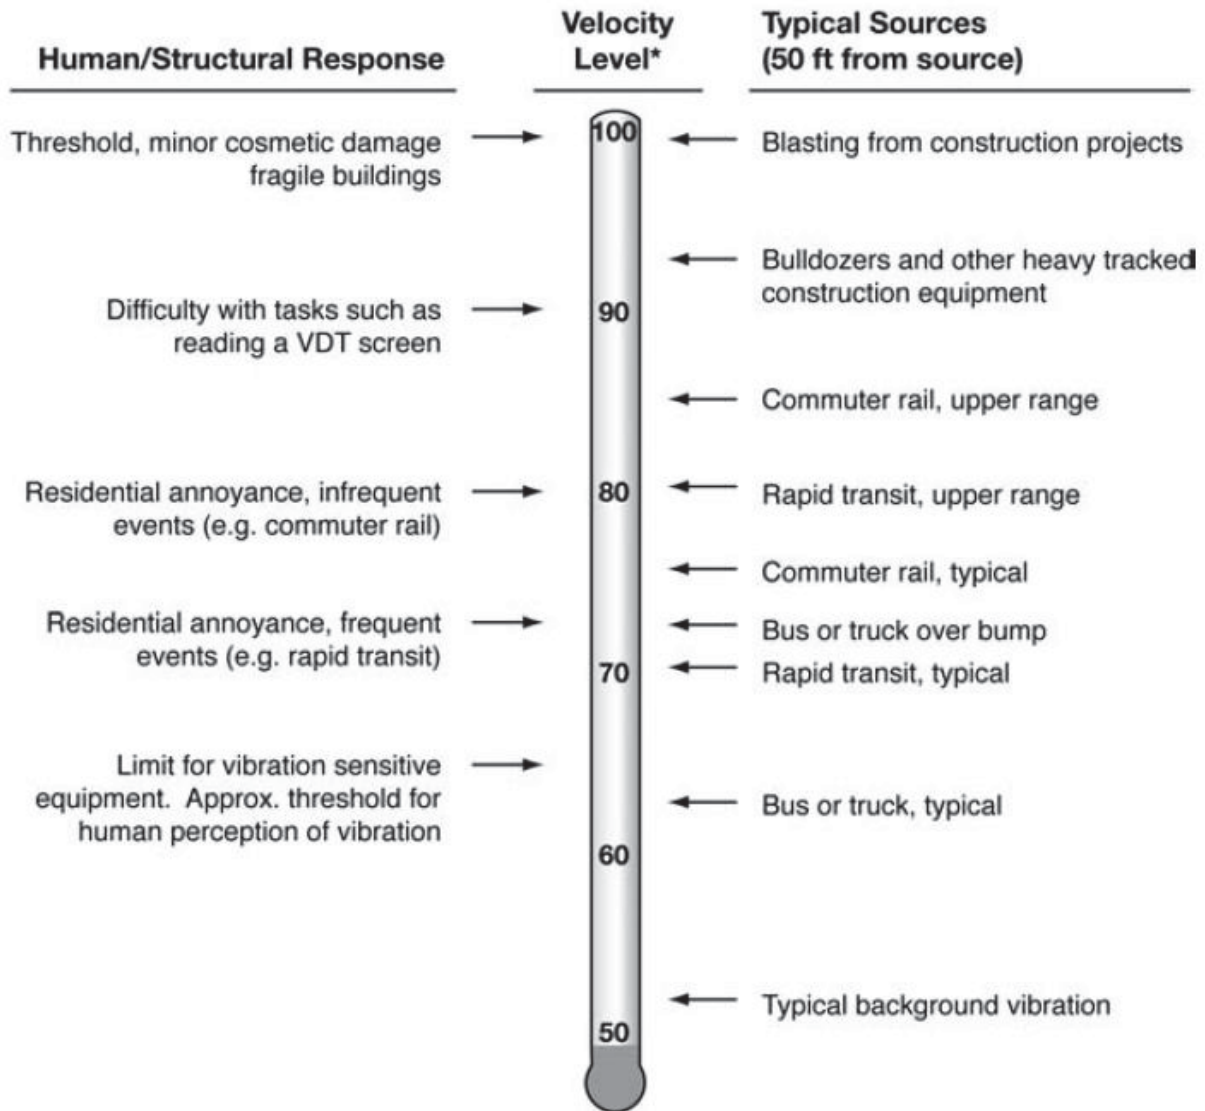 Human/Structural Response
Velocity
Level*
Typical Sources
(50 ft from source)
Threshold, minor cosmetic damage
fragile buildings
100
Blasting from construction projects
Bulldozers and other heavy tracked
construction equipment
Difficulty with tasks such as
reading a VDT screen
90
Commuter rail, upper range
Residential annoyance, infrequent
events (e.g. commuter rail)
80
Rapid transit, upper range
Commuter rail, typical
Residential annoyance, frequent
events (e.g. rapid transit)
Bus or truck over bump
70
Rapid transit, typical
Limit for vibration sensitive
equipment. Approx. threshold for
human perception of vibration
Bus or truck, typical
60
Typical background vibration
50